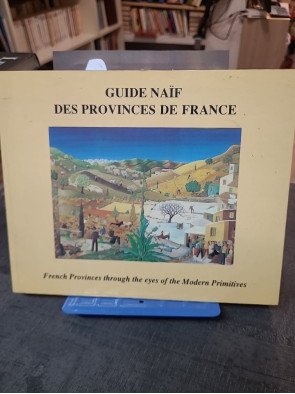 GUIDE NAÏF
DES PROVINCES DE FRANCE
French Provinces through the eyes of the Modern Primitives